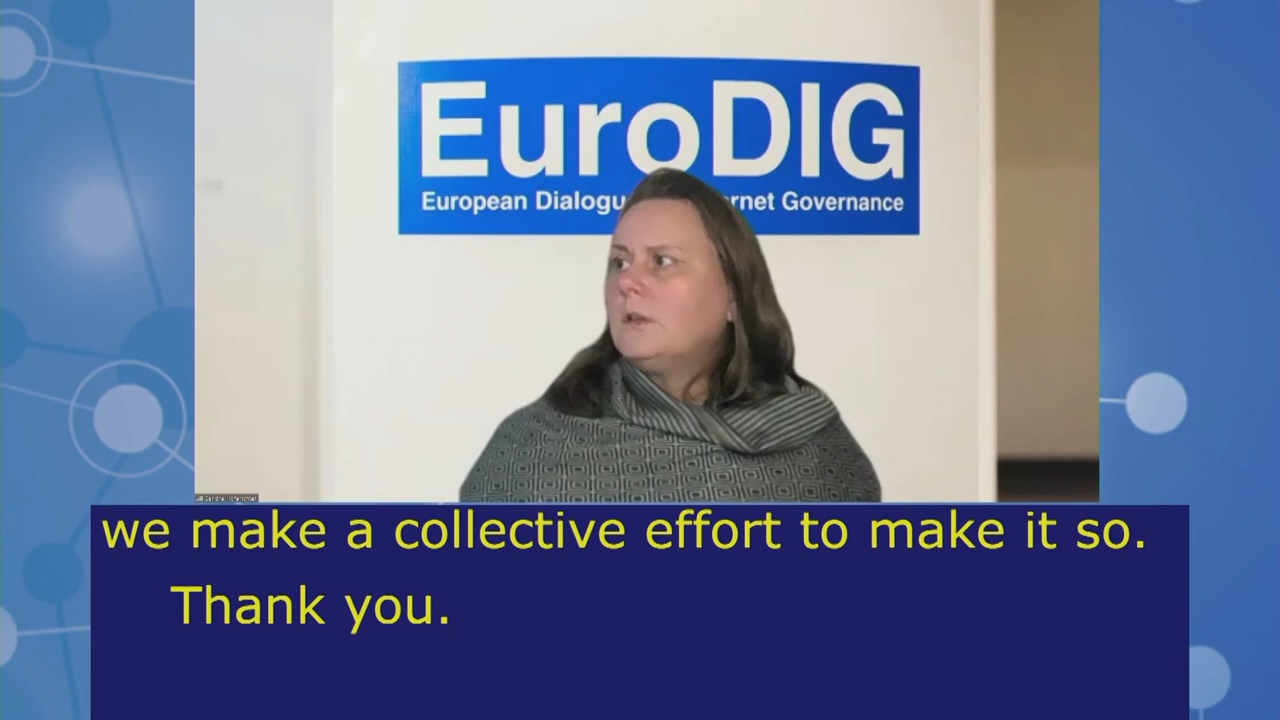 EuroDIG
European Dialogu rnet Governance
we make a collective effort to make it so.
Thank you.